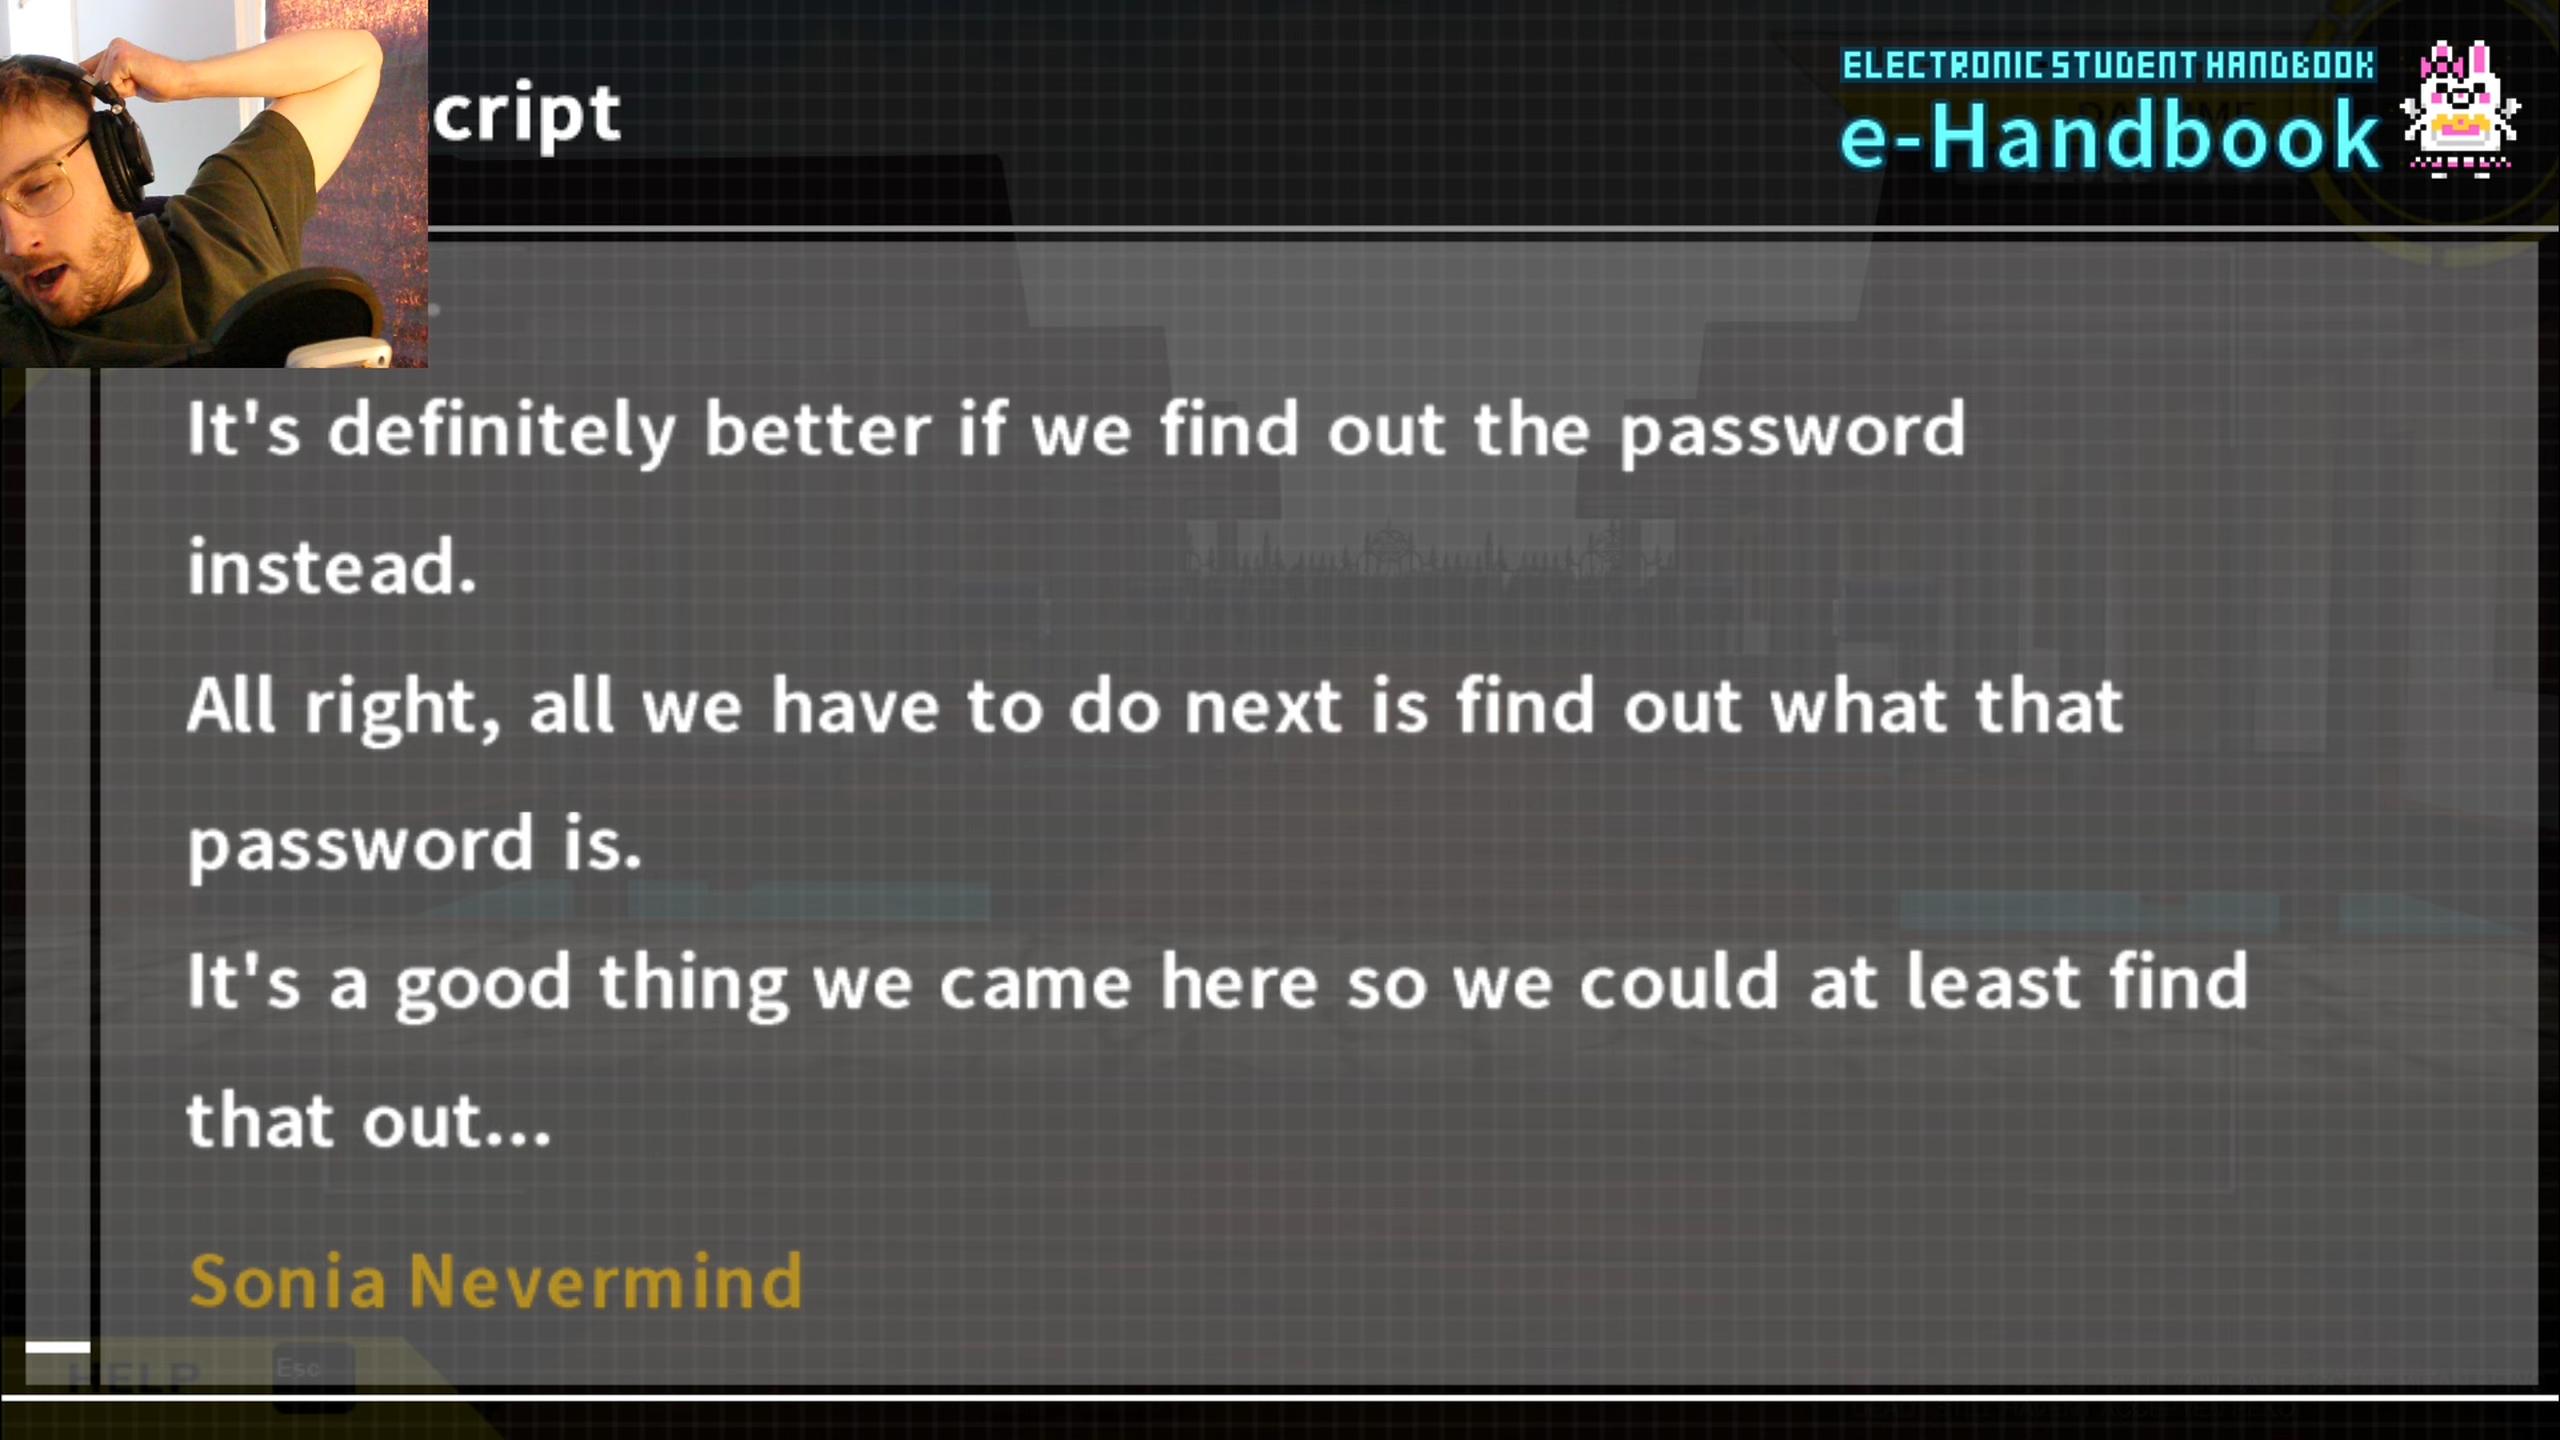 ELECTRONIC STUDENT HANDBOOK
cript
e-Handbook
It's definitely better if we find out the password
instead.
All right, all we have to do next is find out what that
password is.
It's a good thing we came here so we could at least find
that out...
Sonia Nevermind
HELP
Esc